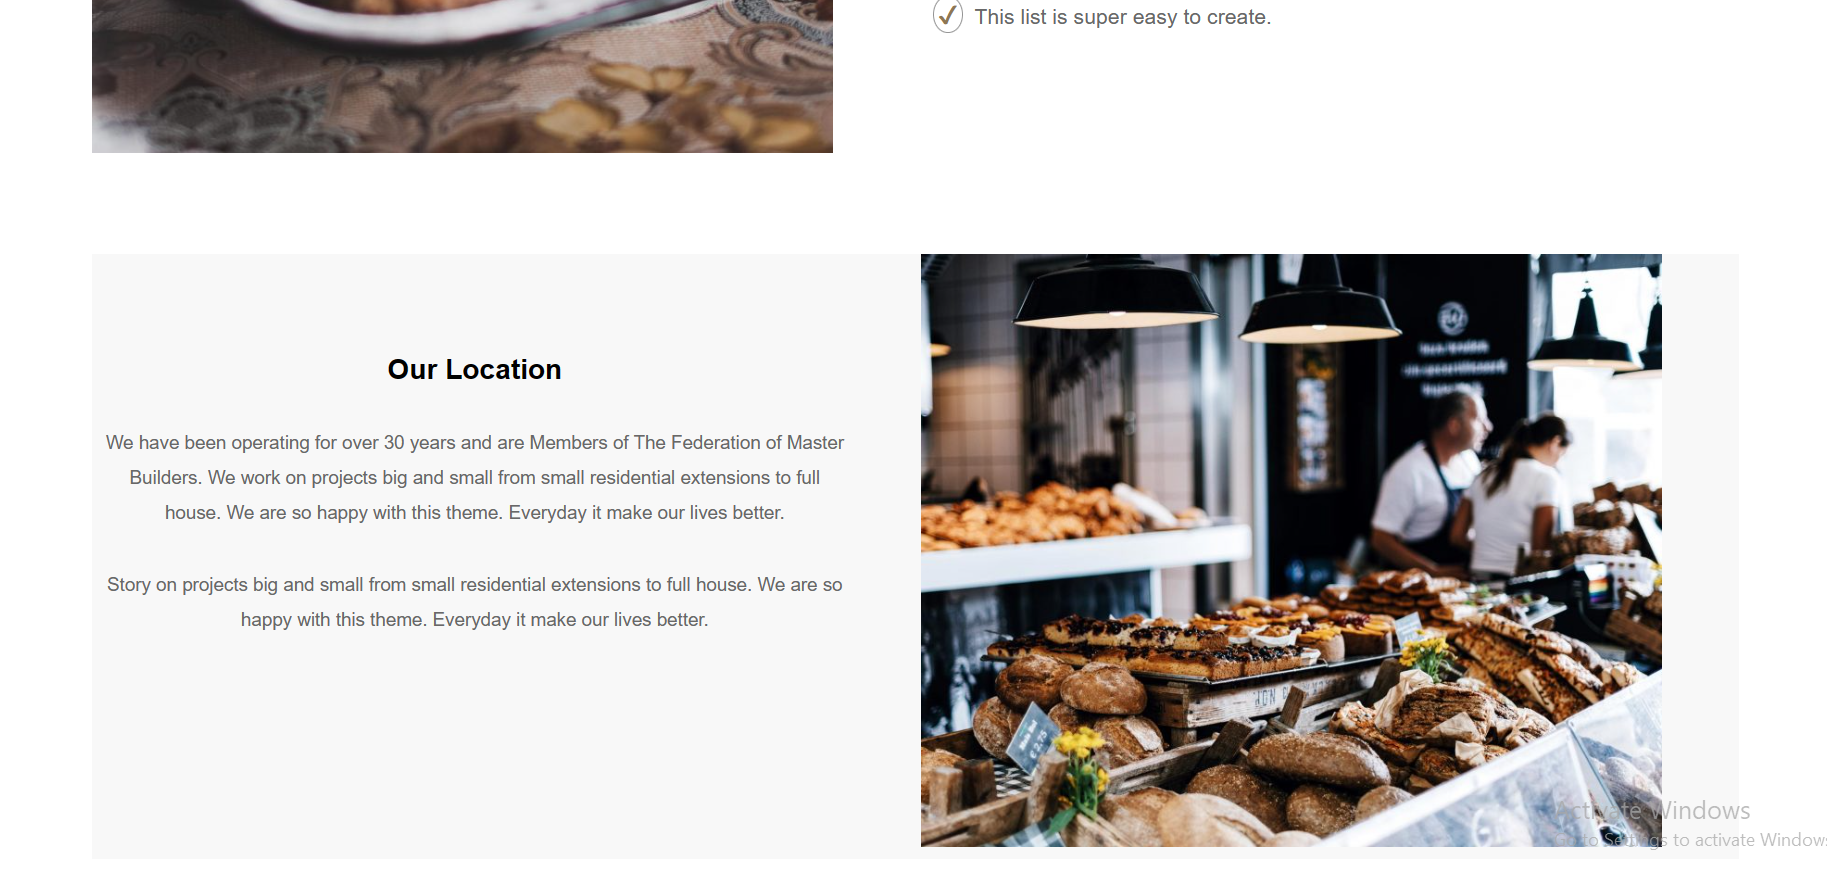 This list is super easy to create.
Our Location
We have been operating for over 30 years and are Members of The Federation of Master
Builders. We work on projects big and small from small residential extensions to full
house. We are so happy with this theme. Everyday it make our lives better.
Story on projects big and small from small residential extensions to full house. We are so
happy with this theme. Everyday it make our lives better.
€ 2.75
Activate Windows
Go to Settings to activate Windows